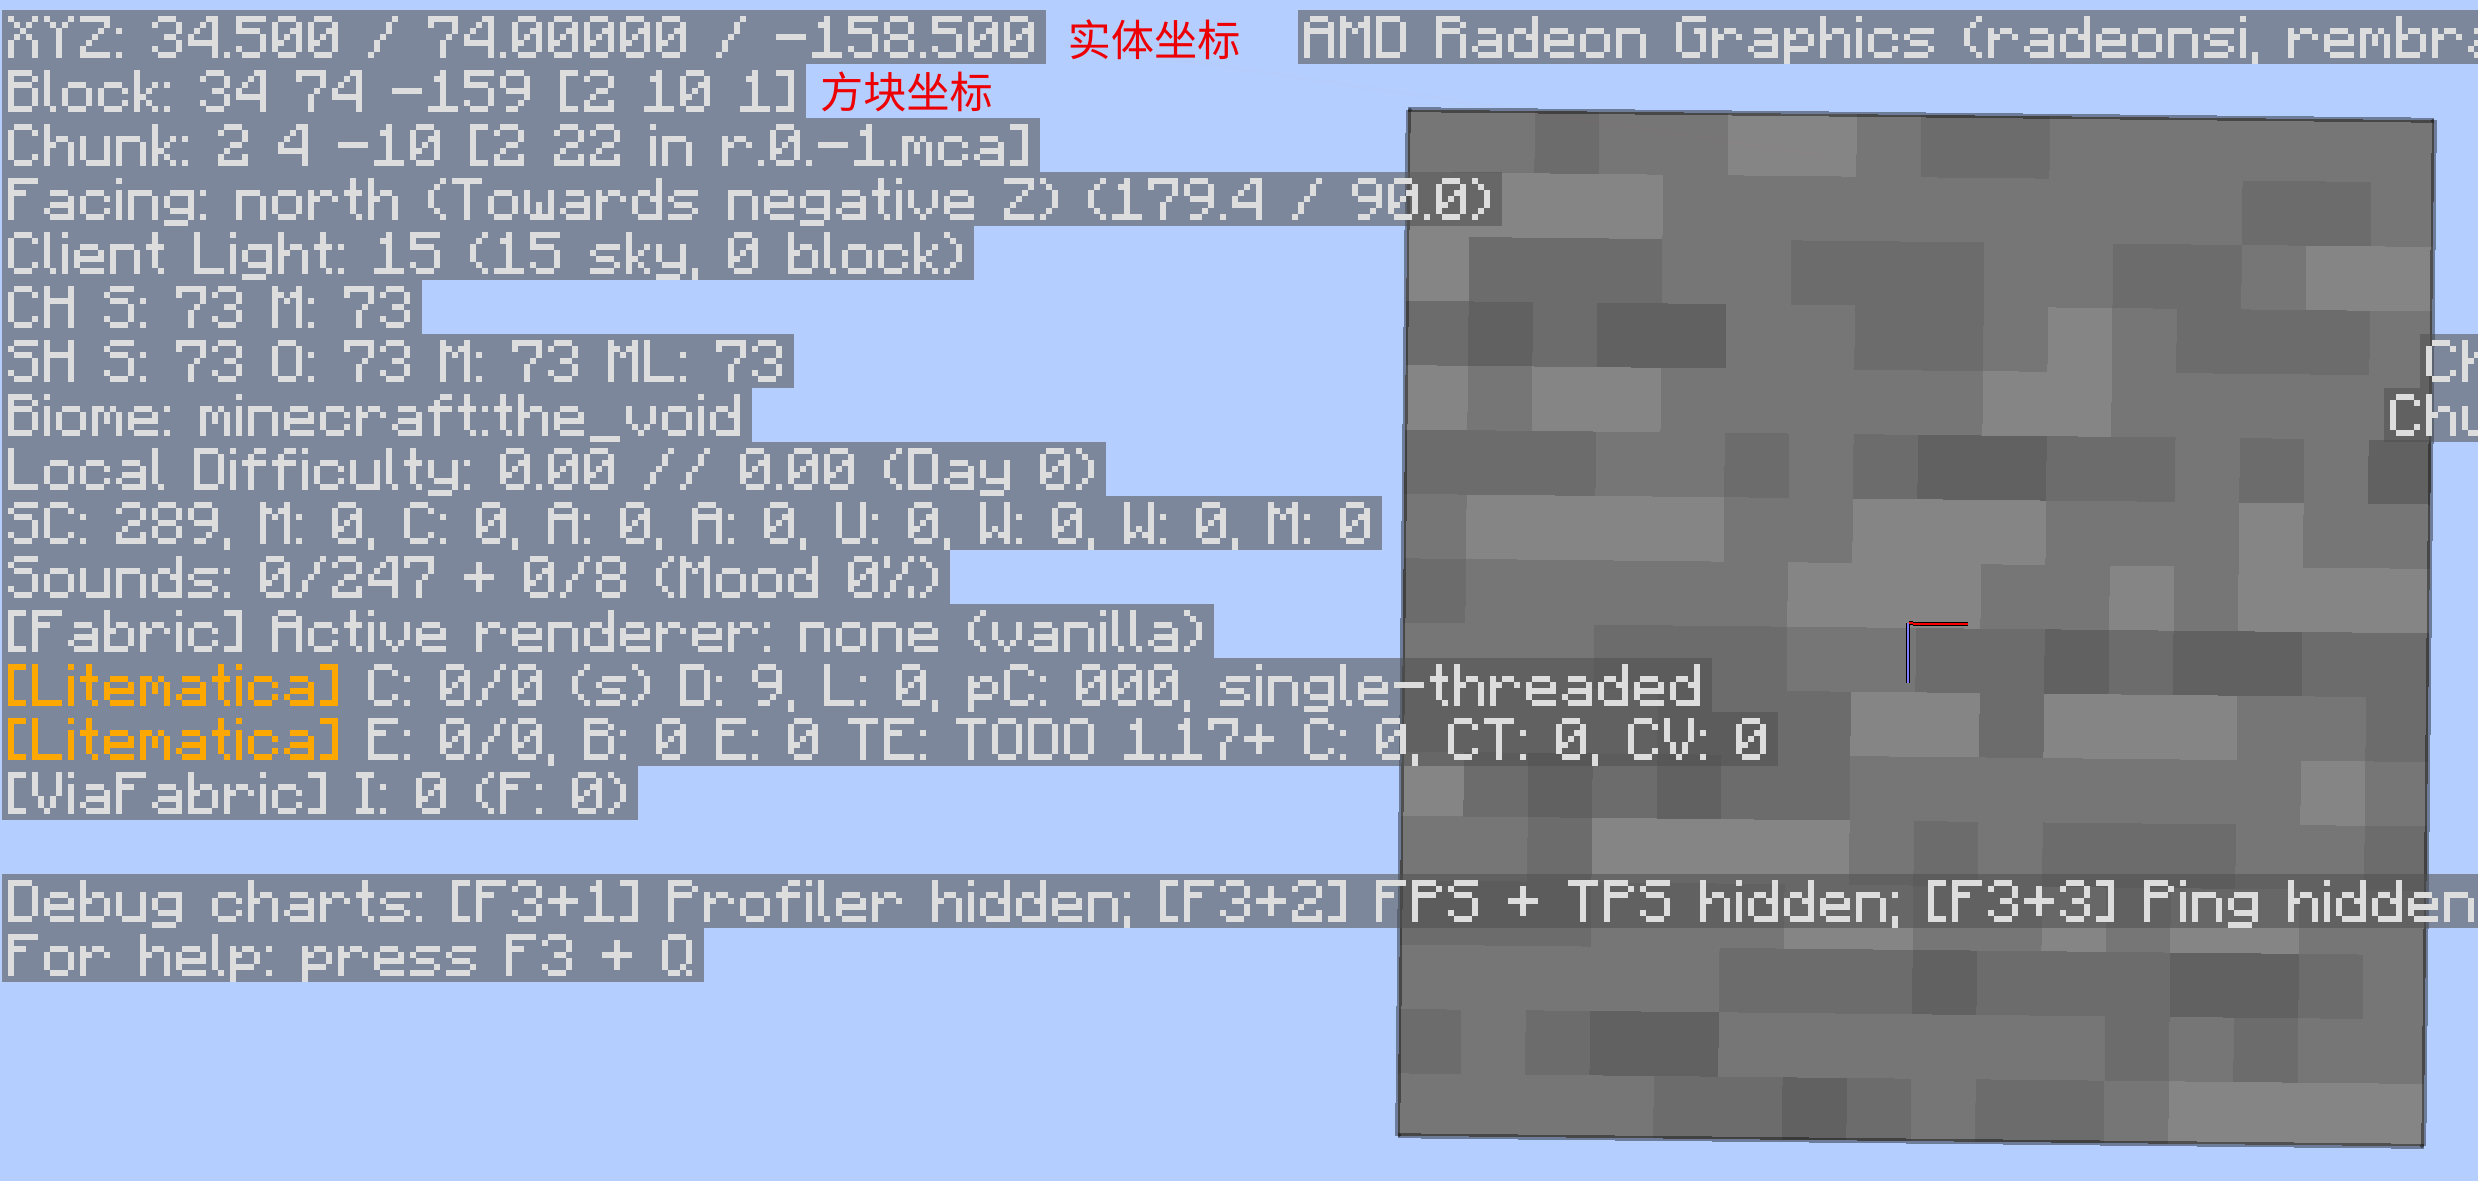 XYZ: 34.500 / 74.00000 / -158.500 实体坐标 AMD Radeon Graphics (radeonsi,
Block: 34 74 -159 [2 10 1] 方块坐标
Chunk: 2 4 -10 [2 22 in r.0.-1.mca]
Facing: north (Towards negative Z) (179.4 / 90.0)
Client Light: 15 (15 sky, 0 block)
CH S: 73 M: 73
SH S: 73 O: 73 M: 73 ML: 73
Biome: minecraft:the_void
Local Difficulty: 0.00 // 0.00 (Day 0)
SC: 289, M: 0, C: 0, A: 0, A: 0, U: 0, W: 0, W: 0, M: 0
Sounds: 0/247 + 0/8 (Mood 0%)
[Fabric] Active renderer: none (vanilla)
[Litematica] C: 0/0 (s) D: 9, L: 0, pC: 000, single-threaded
[Litematica] E: 0/0, B: 0 E: 0 TE: TODO 1.17+ C: 0, CT: 0, CV: 0
[ViaFabric] I: 0 (F: 0)
Debug charts: [F3+1] Profiler hidden; [F3+2] FPS + TPS hidden; [F3+3] Ping hidden
For help: press F3 + Q